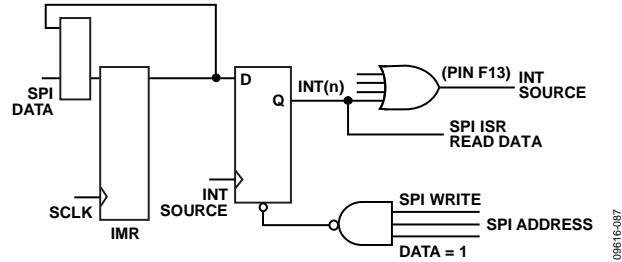 SPI
DATA
SCLK
IMR
D
Q
INT
SOURCE
INT(n)
(PIN F13)
INT
SOURCE
SPI ISR
READ DATA
SPI WRITE
SPI ADDRESS
DATA = 1
09616-087